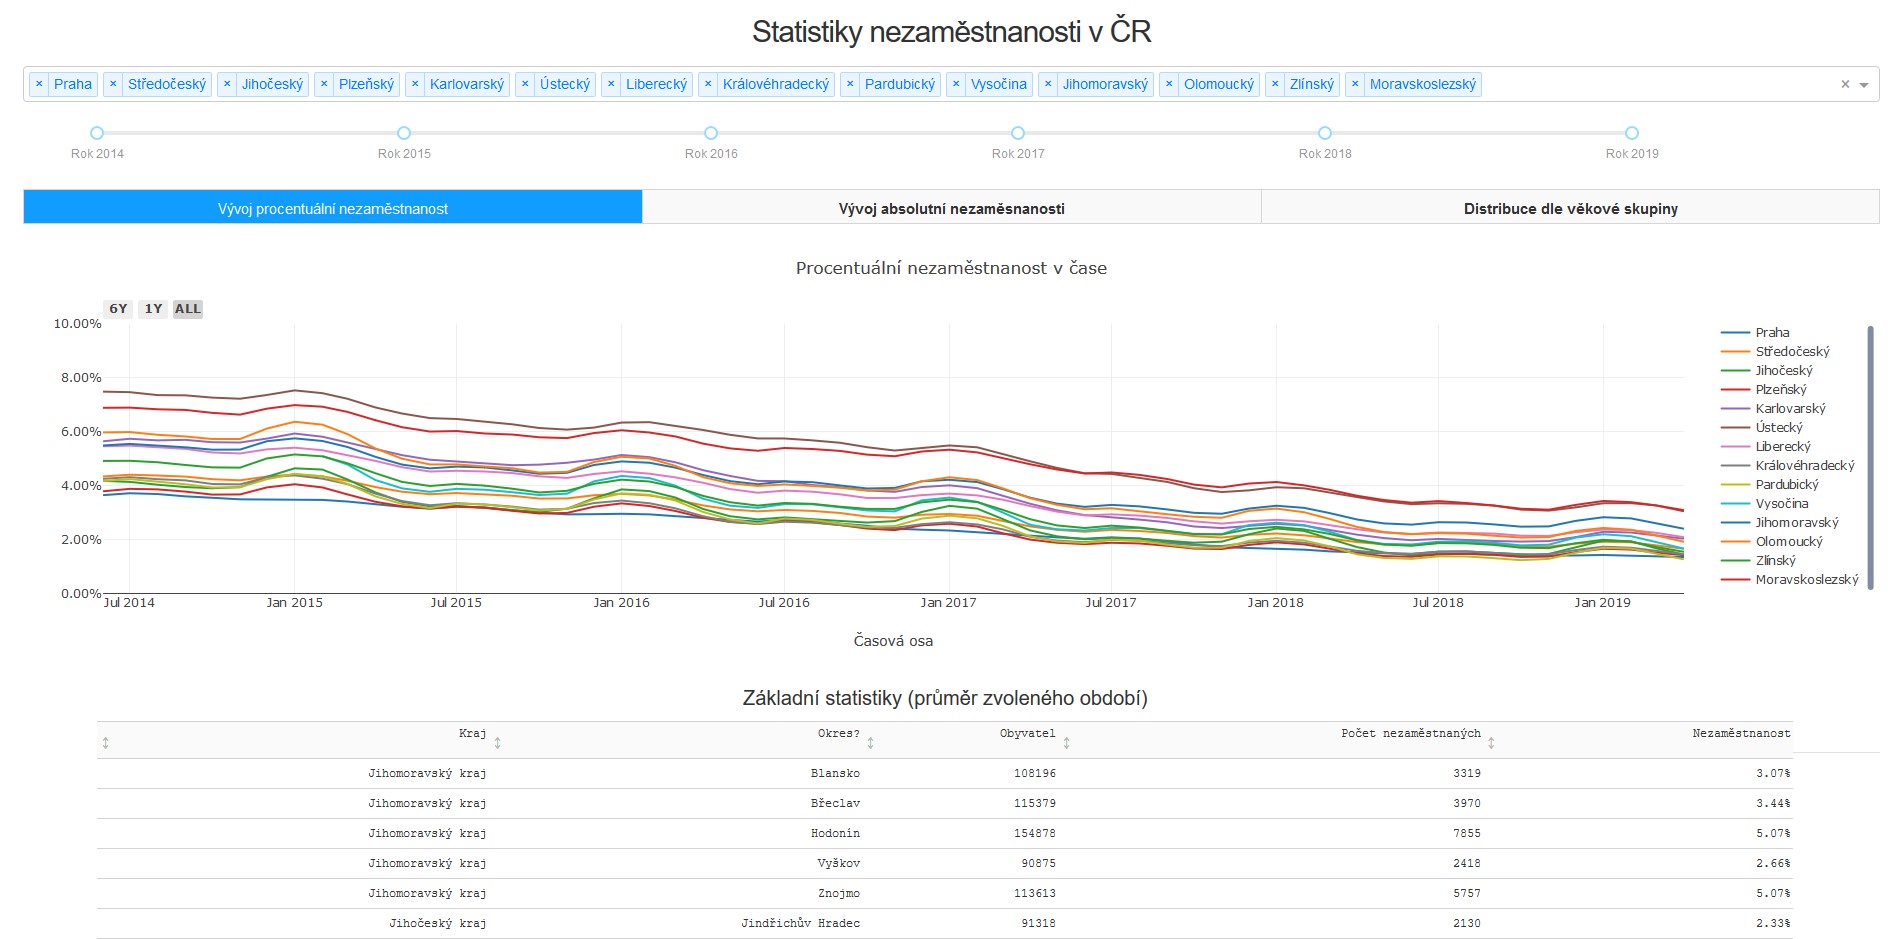 Statistiky nezaměstnanosti v ČR
× Praha × Středočeský × Jihočeský × Plzeňský × Karlovarský × Ústecký × Liberecký × Královéhradecký × Pardubický × Vysočina × Jihomoravský × Olomoucký × Zlínský × Moravskoslezský ×
Rok 2014 Rok 2015 Rok 2016 Rok 2017 Rok 2018 Rok 2019
Vývoj procentuální nezaměstnanost Vývoj absolutní nezaměsnanosti Distribuce dle věkové skupiny
Procentuální nezaměstnanost v čase
6Y 1Y ALL
10.00%
8.00%
6.00%
4.00%
2.00%
0.00%
Jul 2014 Jan 2015 Jul 2015 Jan 2016 Jul 2016 Jan 2017 Jul 2017 Jan 2018 Jul 2018 Jan 2019
Časová osa
Praha
Středočeský
Jihočeský
Plzeňský
Karlovarský
Ústecký
Liberecký
Královéhradecký
Pardubický
Vysočina
Jihomoravský
Olomoucký
Zlínský
Moravskoslezský
Základní statistiky (průměr zvoleného období)
Kraj Okres? Obyvatel Počet nezaměstnaných Nezaměstnanost
Jihomoravský kraj Blansko 108196 3319 3.07%
Jihomoravský kraj Břeclav 115379 3970 3.44%
Jihomoravský kraj Hodonín 154878 7855 5.07%
Jihomoravský kraj Vyškov 90875 2418 2.66%
Jihomoravský kraj Znojmo 113613 5757 5.07%
Jihočeský kraj Jindřichův Hradec 91318 2130 2.33%